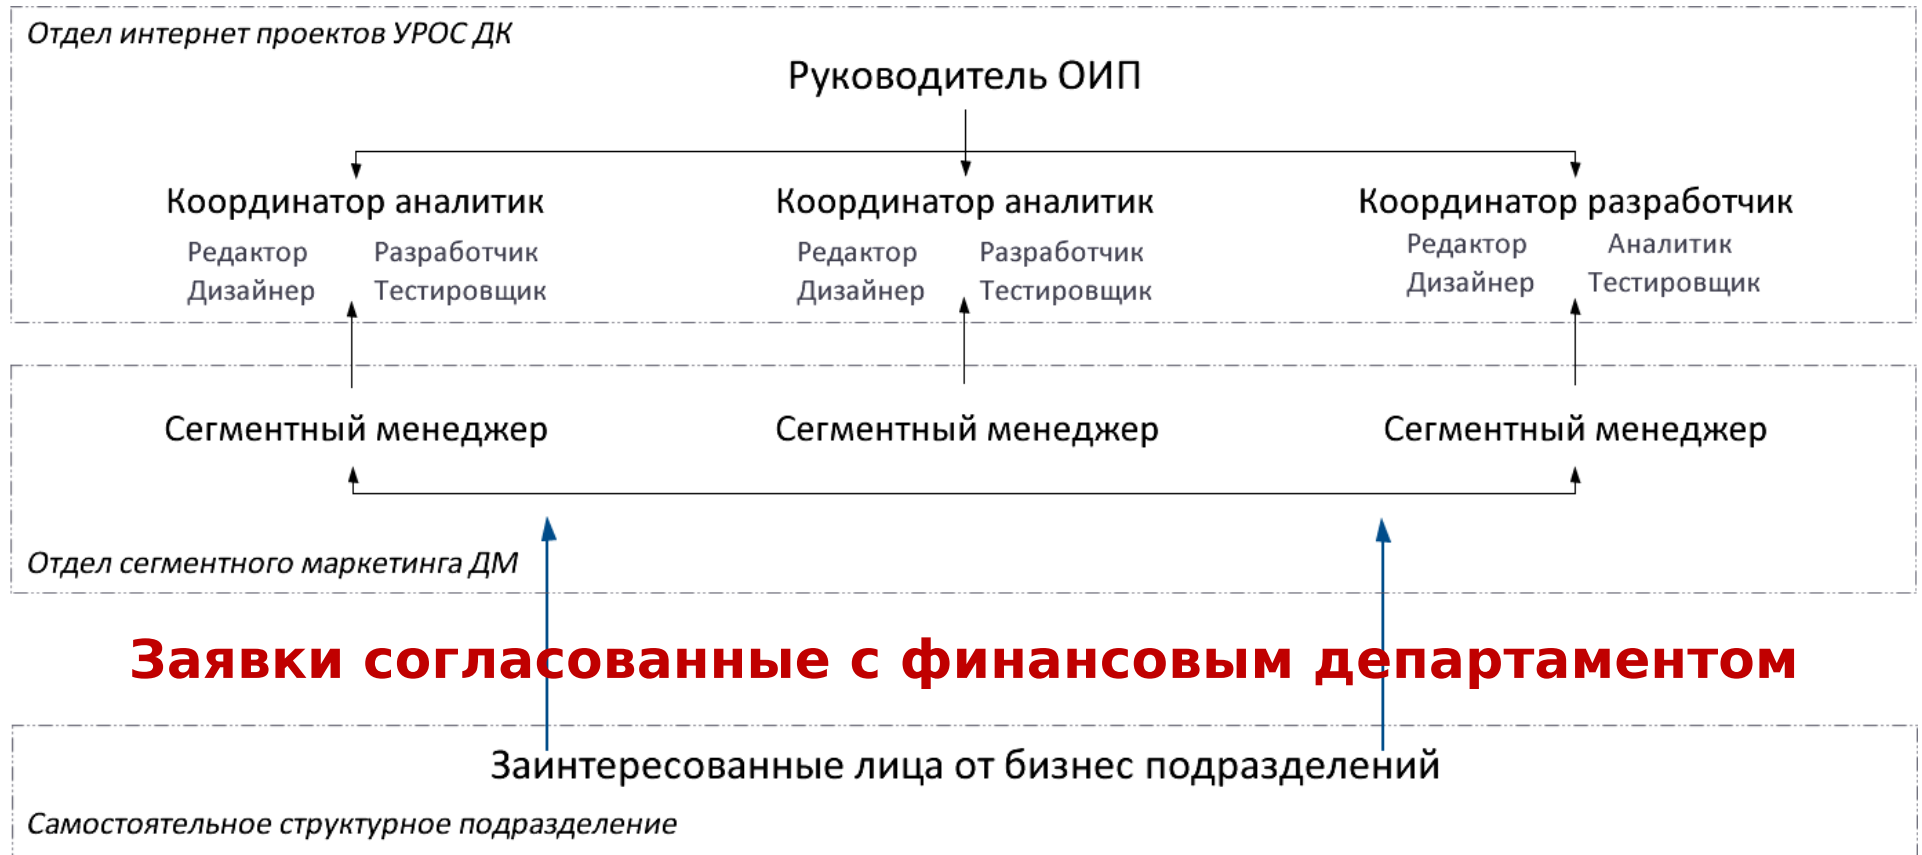 Отдел интернет проектов УРОС ДК
Руководитель ОИП
Координатор аналитик
Координатор аналитик
Координатор разработчик
Редактор Разработчик
Дизайнер Тестировщик
Редактор Разработчик
Дизайнер Тестировщик
Редактор Аналитик
Дизайнер Тестировщик
Сегментный менеджер
Сегментный менеджер
Сегментный менеджер
Отдел сегментного маркетинга ДМ
Заявки согласованные с финансовым департаментом
Заинтересованные лица от бизнес подразделений
Самостоятельное структурное подразделение